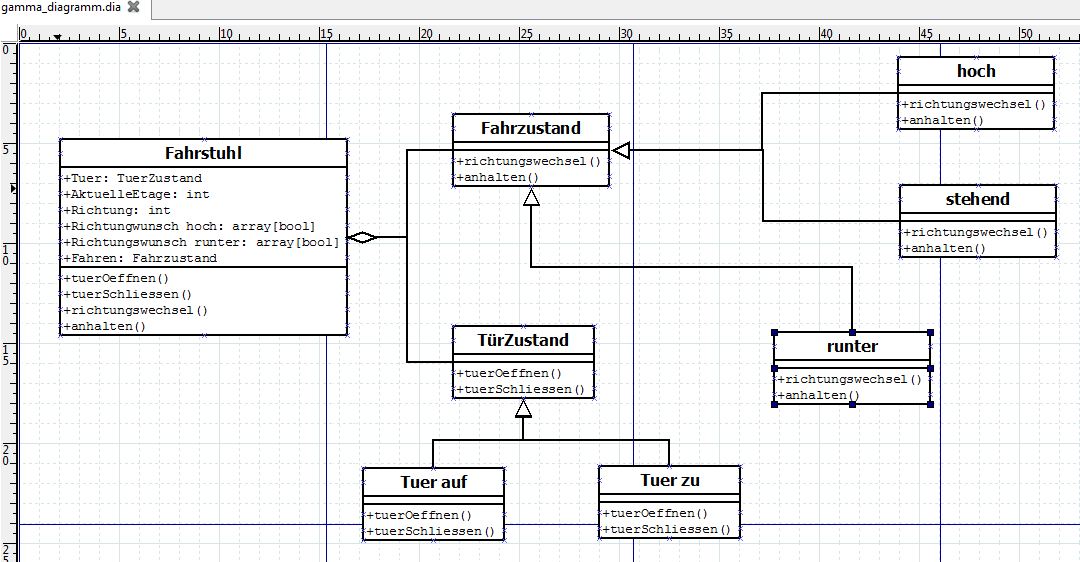 gamma_diagramm.dia
0 5 10 15 20 25 30 35 40 45 50
0
5
10
15
20
25
hoch
+richtungswechsel()
+anhalten()
Fahrzustand
+richtungswechsel()
+anhalten()
Fahrstuhl
+Tuer: TuerZustand
+AktuelleEtage: int
+Richtung: int
+Richtungwunsch hoch: array[bool]
+Richtungswunsch runter: array[bool]
+Fahren: Fahrzustand
+tuerOeffnen()
+tuerSchliessen()
+richtungswechsel()
+anhalten()
stehend
+richtungswechsel()
+anhalten()
TürZustand
+tuerOeffnen()
+tuerSchliessen()
runter
+richtungswechsel()
+anhalten()
Tuer auf
+tuerOeffnen()
+tuerSchliessen()
Tuer zu
+tuerOeffnen()
+tuerSchliessen()